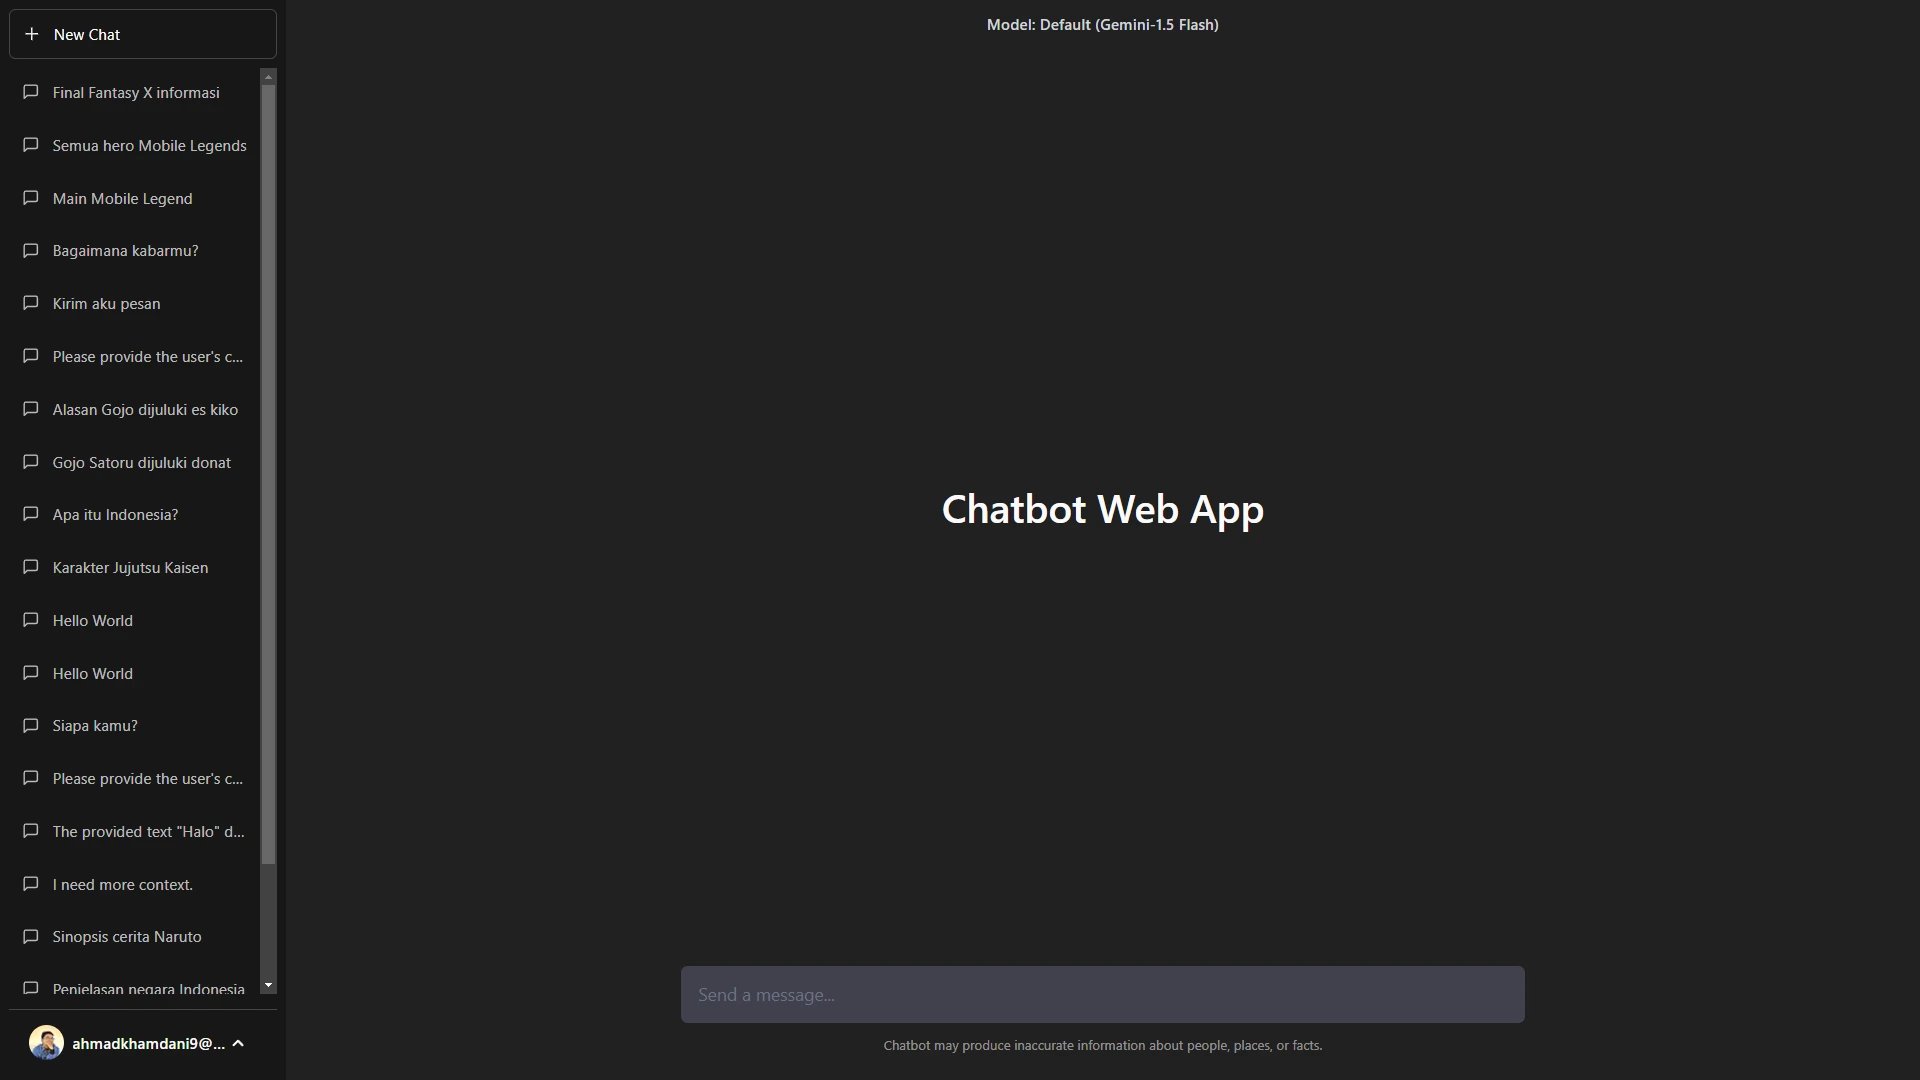 New Chat
Final Fantasy X informasi
Semua hero Mobile Legends
Main Mobile Legend
Bagaimana kabarmu?
Kirim aku pesan
Please provide the user's c...
Alasan Gojo dijuluki es kiko
Gojo Satoru dijuluki donat
Apa itu Indonesia?
Karakter Jujutsu Kaisen
Hello World
Hello World
Siapa kamu?
Please provide the user's c...
The provided text "Halo" d...
I need more context.
Sinopsis cerita Naruto
Penjelasan negara Indonesia
ahmadkhamdani9@...
Model: Default (Gemini-1.5 Flash)
Chatbot Web App
Send a message...
Chatbot may produce inaccurate information about people, places, or facts.